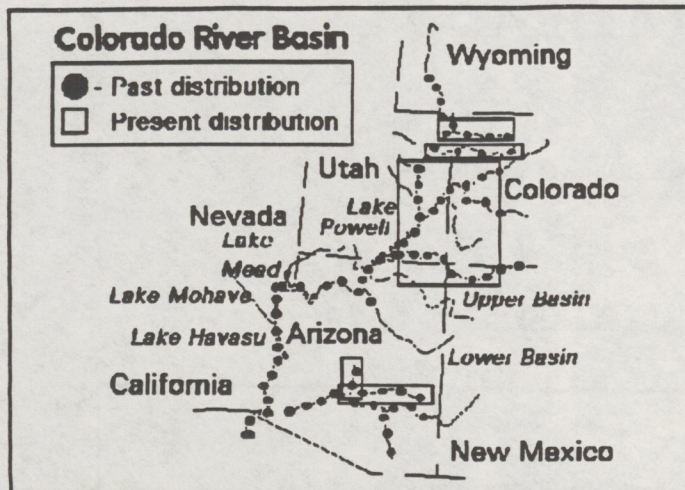 Colorado River Basin
- Past distribution
Present distribution
Wyoming
Utah
Colorado
Nevada
Lake
Powell
Lake
Mead
Lake Mohave
Upper Basin
Lake Havasu
Arizona
Lower Basin
California
New Mexico